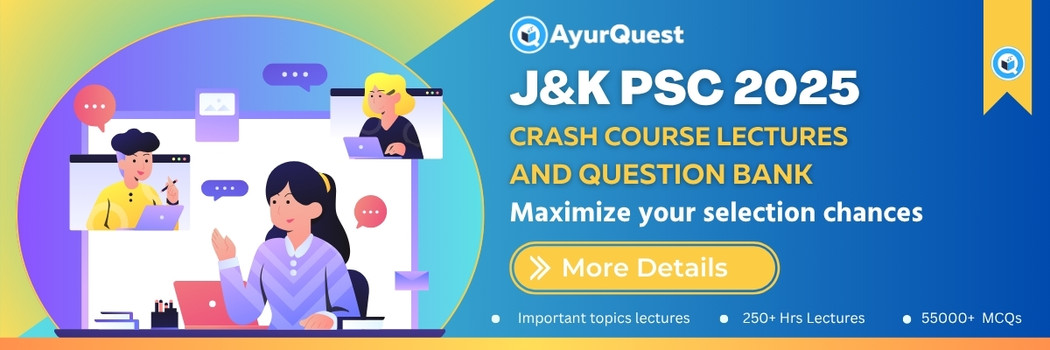 AyurQuest
J&K PSC 2025
CRASH COURSE LECTURES
AND QUESTION BANK
Maximize your selection chances
More Details
Important topics lectures
250+ Hrs Lectures
55000+ MCQs